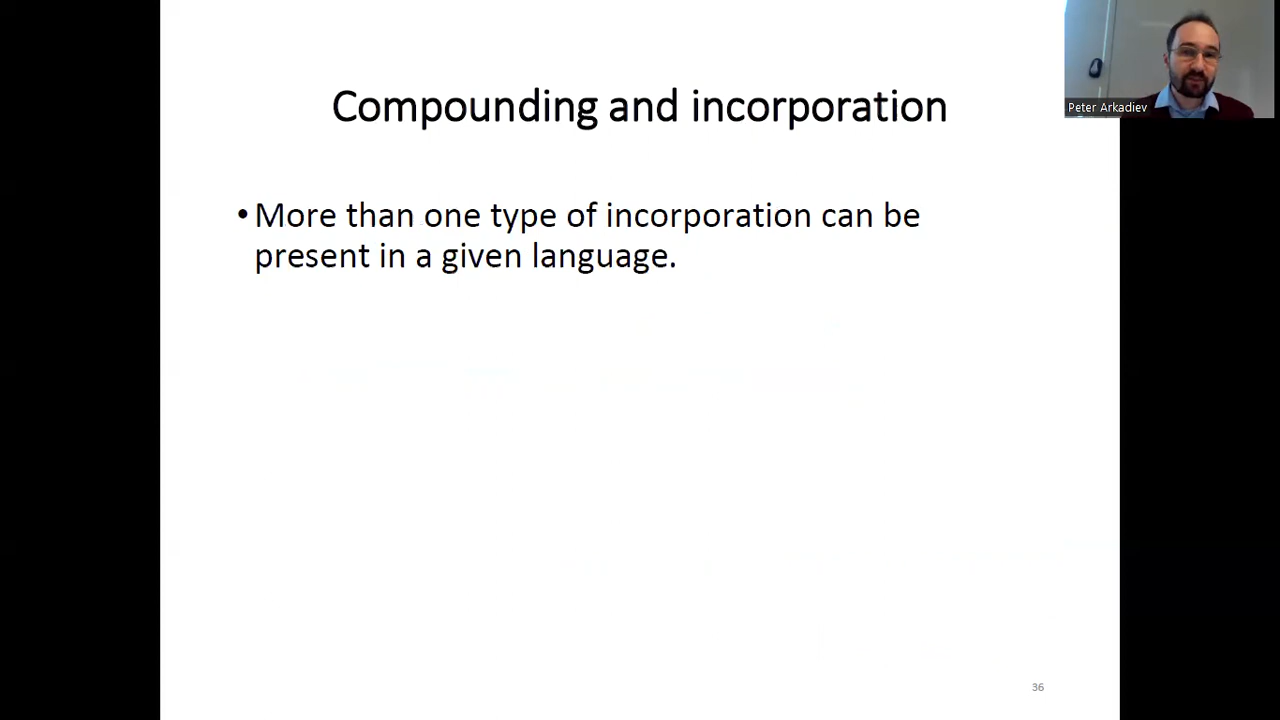 Compounding and incorporation
Peter Arkadiev
• More than one type of incorporation can be
present in a given language.
36